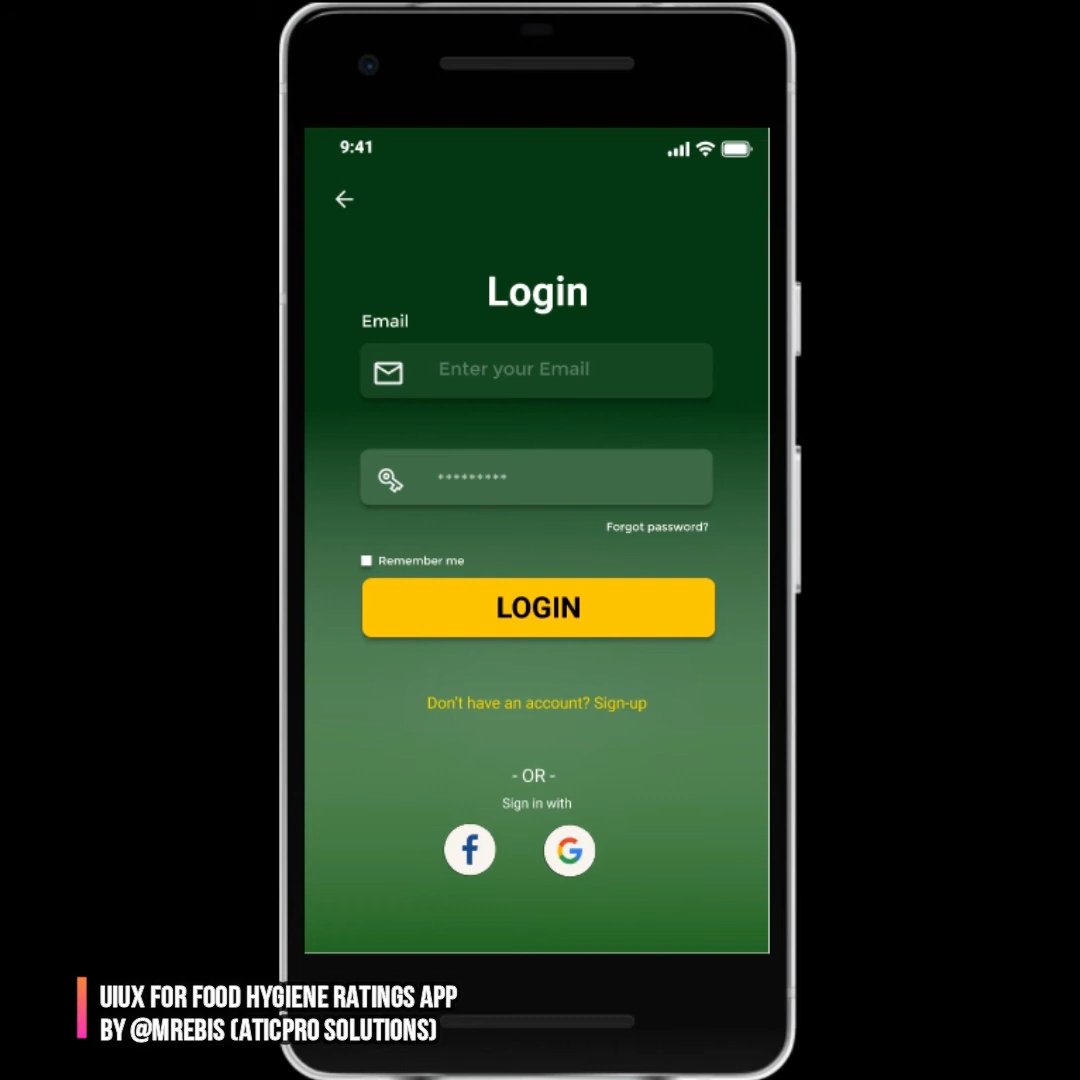 9:41
Login
Email
Enter your Email
*********
Forgot password?
Remember me
LOGIN
Don't have an account? Sign-up
- OR -
Sign in with
f
G
UIUX FOR FOOD HYGIENE RATINGS APP
BY @MREBIS (ATICPRO SOLUTIONS)